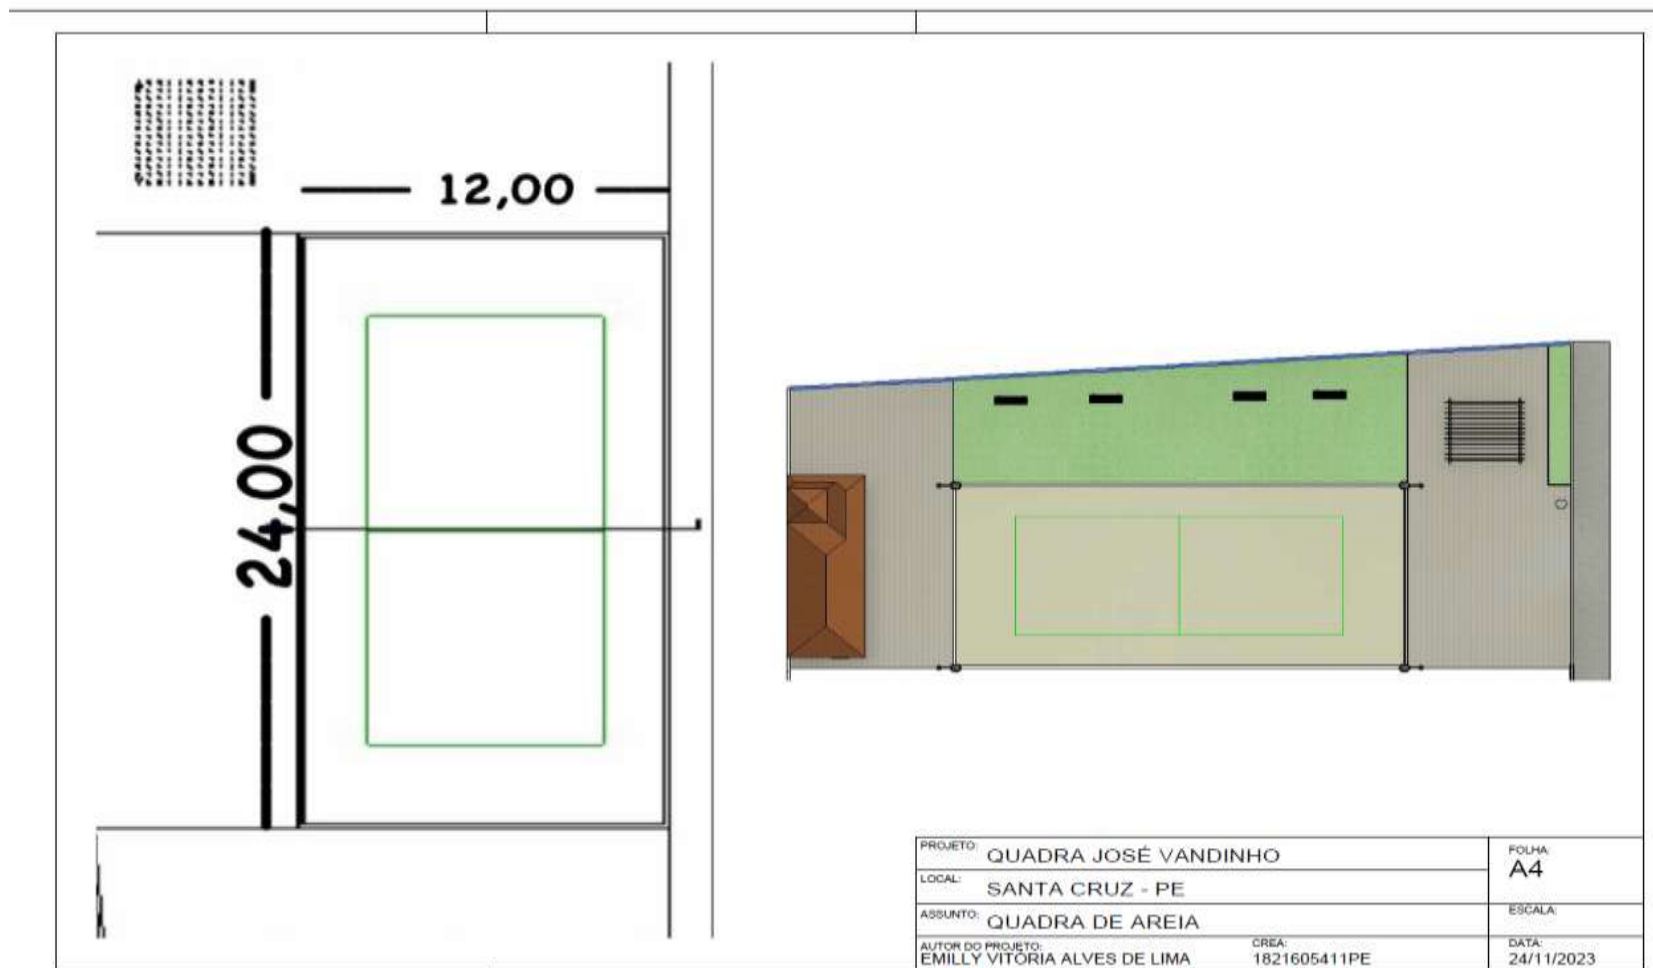 12,00
24,00
PROJETO: QUADRA JOSÉ VANDINHO
FOLHA: A4
LOCAL: SANTA CRUZ - PE
ASSUNTO: QUADRA DE AREIA
ESCALA:
AUTOR DO PROJETO: EMILLY VITÓRIA ALVES DE LIMA
CREA: 1821605411PE
DATA: 24/11/2023